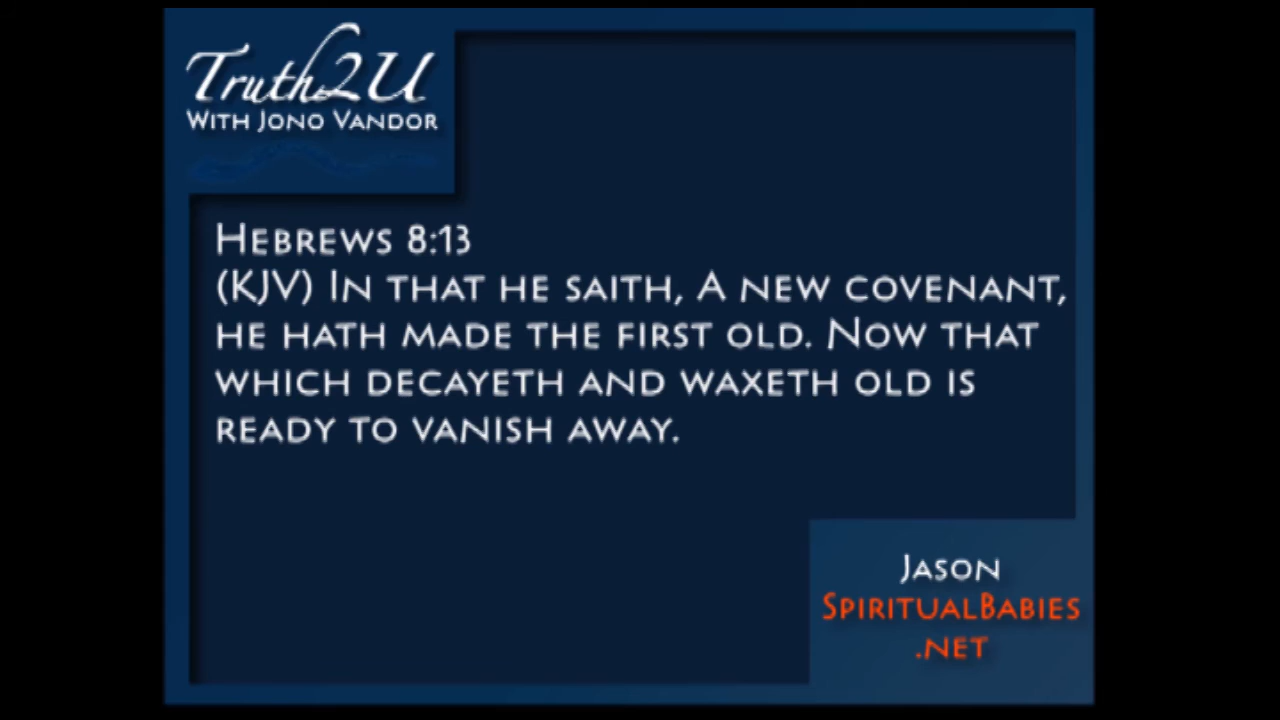 Truth2U
With Jono Vandor
Hebrews 8:13
(KJV) In that he saith, A new covenant,
he hath made the first old. Now that
which decayeth and waxeth old is
ready to vanish away.
Jason
SpiritualBabies
.net